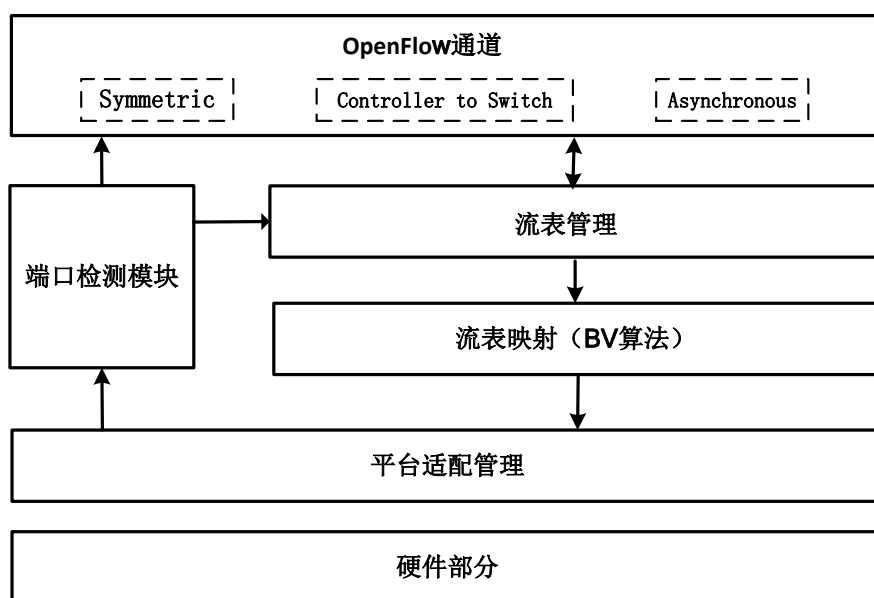 OpenFlow通道
Symmetric
Controller to Switch
Asynchronous
流表管理
端口检测模块
流表映射（BV算法）
平台适配管理
硬件部分